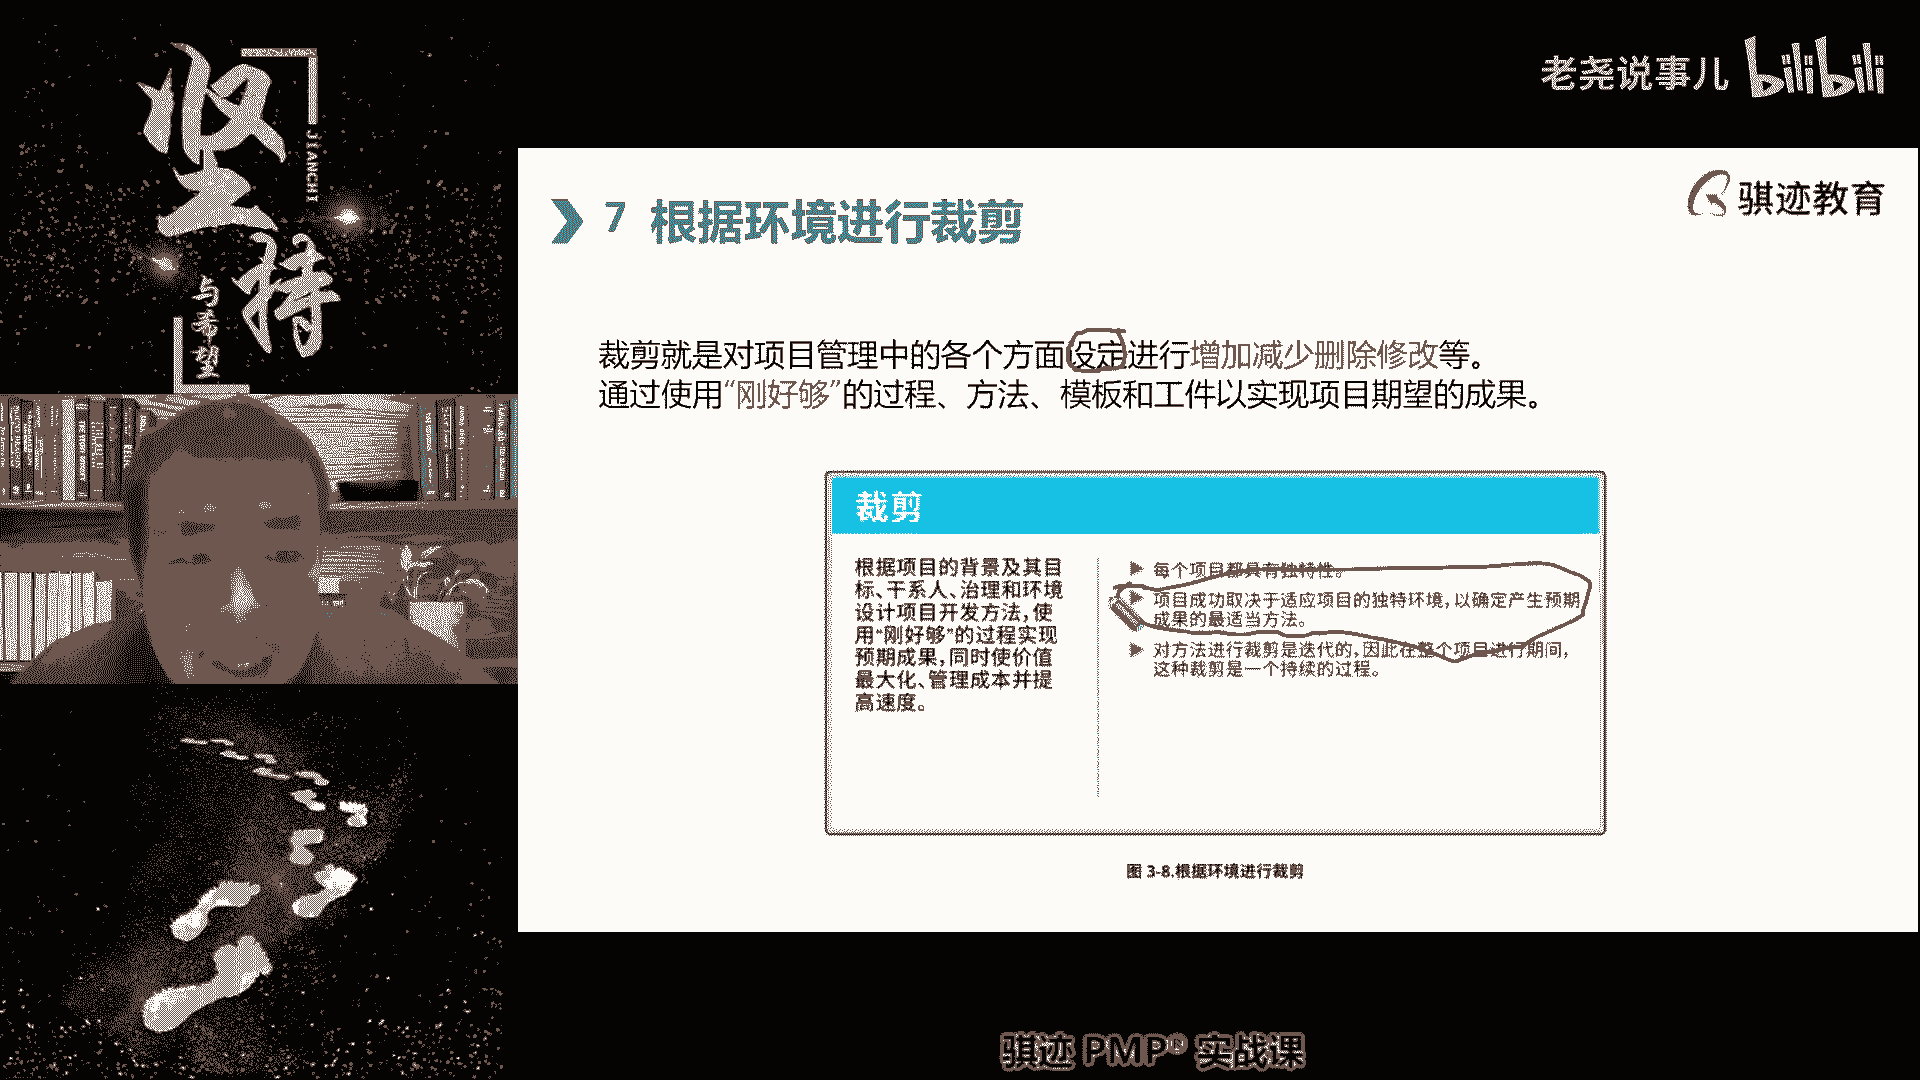 坚持
JIANCHI
与希望
老尧说事儿 bilibili
骐迹教育
7 根据环境进行裁剪
裁剪就是对项目管理中的各个方面设定进行增加减少删除修改等。
通过使用“刚好够”的过程、方法、模板和工件以实现项目期望的成果。
裁剪
根据项目的背景及其目
标、干系人、治理和环境
设计项目开发方法,使
用“刚好够”的过程实现
预期成果,同时使价值
最大化、管理成本并提
高速度。
▶ 每个项目都具有独特性。
▶ 项目成功取决于适应项目的独特环境,以确定产生预期
成果的最适当方法。
▶ 对方法进行裁剪是迭代的,因此在整个项目进行期间,
这种裁剪是一个持续的过程。
图 3-8.根据环境进行裁剪
骐迹 PMP® 实战课